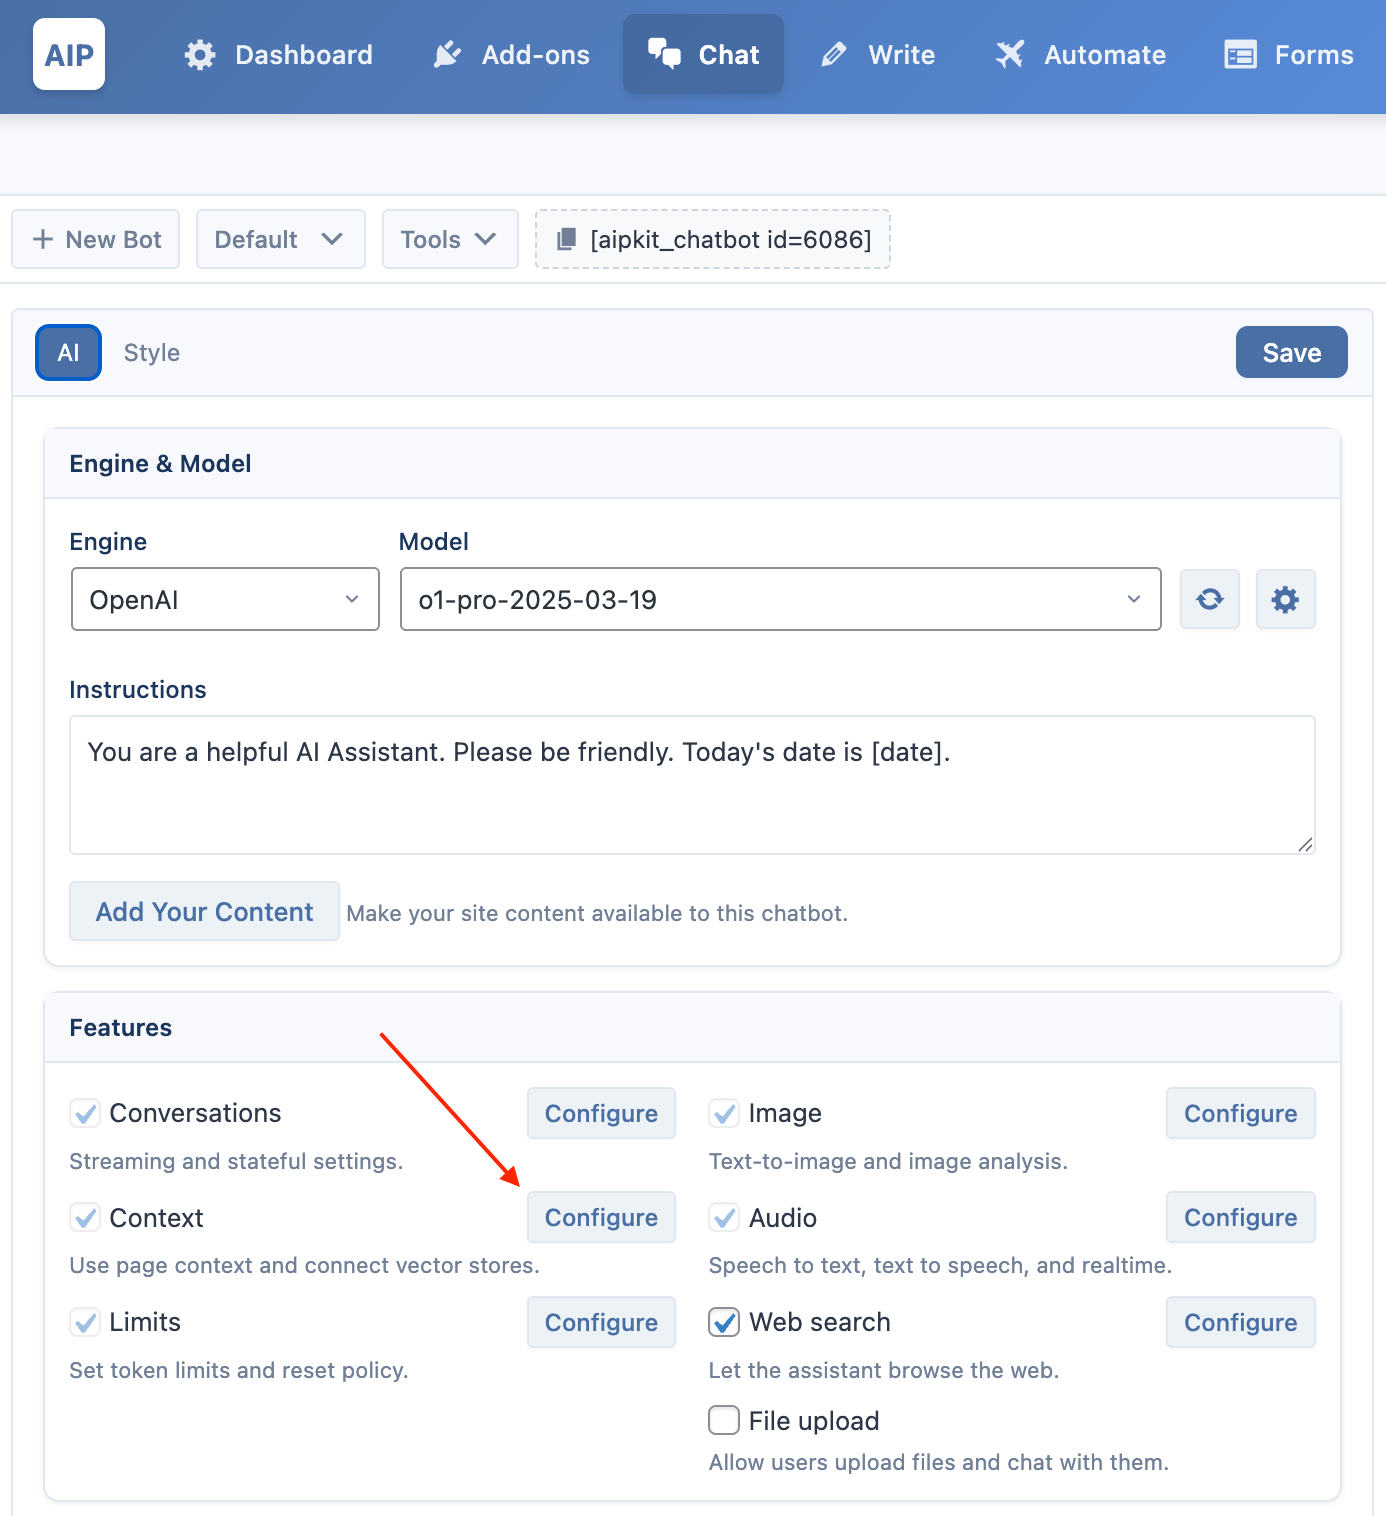 AIP Dashboard Add-ons Chat Write Automate Forms
New Bot Default Tools [aipkit_chatbot id=6086]
AI Style Save
Engine & Model
Engine Model
OpenAI o1-pro-2025-03-19
Instructions
You are a helpful AI Assistant. Please be friendly. Today's date is [date].
Add Your Content Make your site content available to this chatbot.
Features
Conversations Configure Image Configure
Streaming and stateful settings. Text-to-image and image analysis.
Context Configure Audio Configure
Use page context and connect vector stores. Speech to text, text to speech, and realtime.
Limits Configure Web search Configure
Set token limits and reset policy. Let the assistant browse the web.
File upload
Allow users upload files and chat with them.